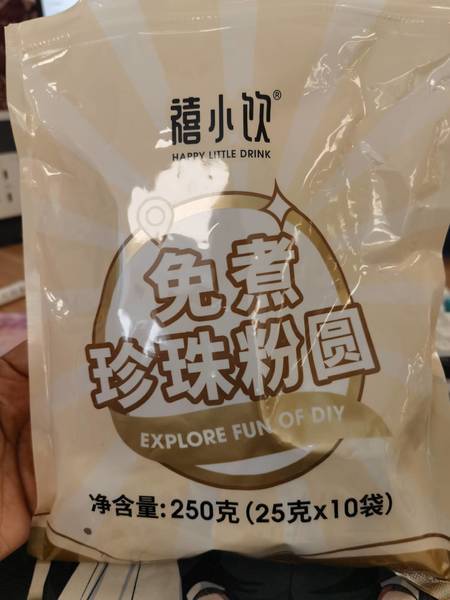 禧小饮®
HAPPY LITTLE DRINK
免煮
珍珠粉圆
EXPLORE FUN OF DIY
净含量:250克(25克x10袋)